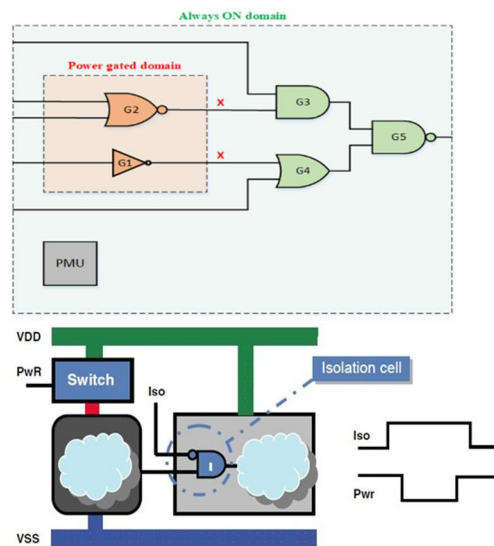 Always ON domain
Power gated domain
G2
X
G3
G5
G1
X
G4
PMU
VDD
PwR
Switch
Iso
Isolation cell
I
Iso
Pwr
VSS